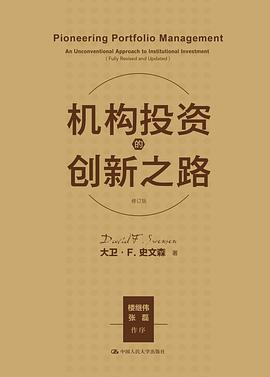 Pioneering Portfolio Management
An Unconventional Approach to Institutional Investment
( Fully Revised and Updated )
机构投资
的
创新之路
修订版
David F. Swensen
大卫·F. 史文森 著
楼继伟
张 磊
作序
中国人民大学出版社